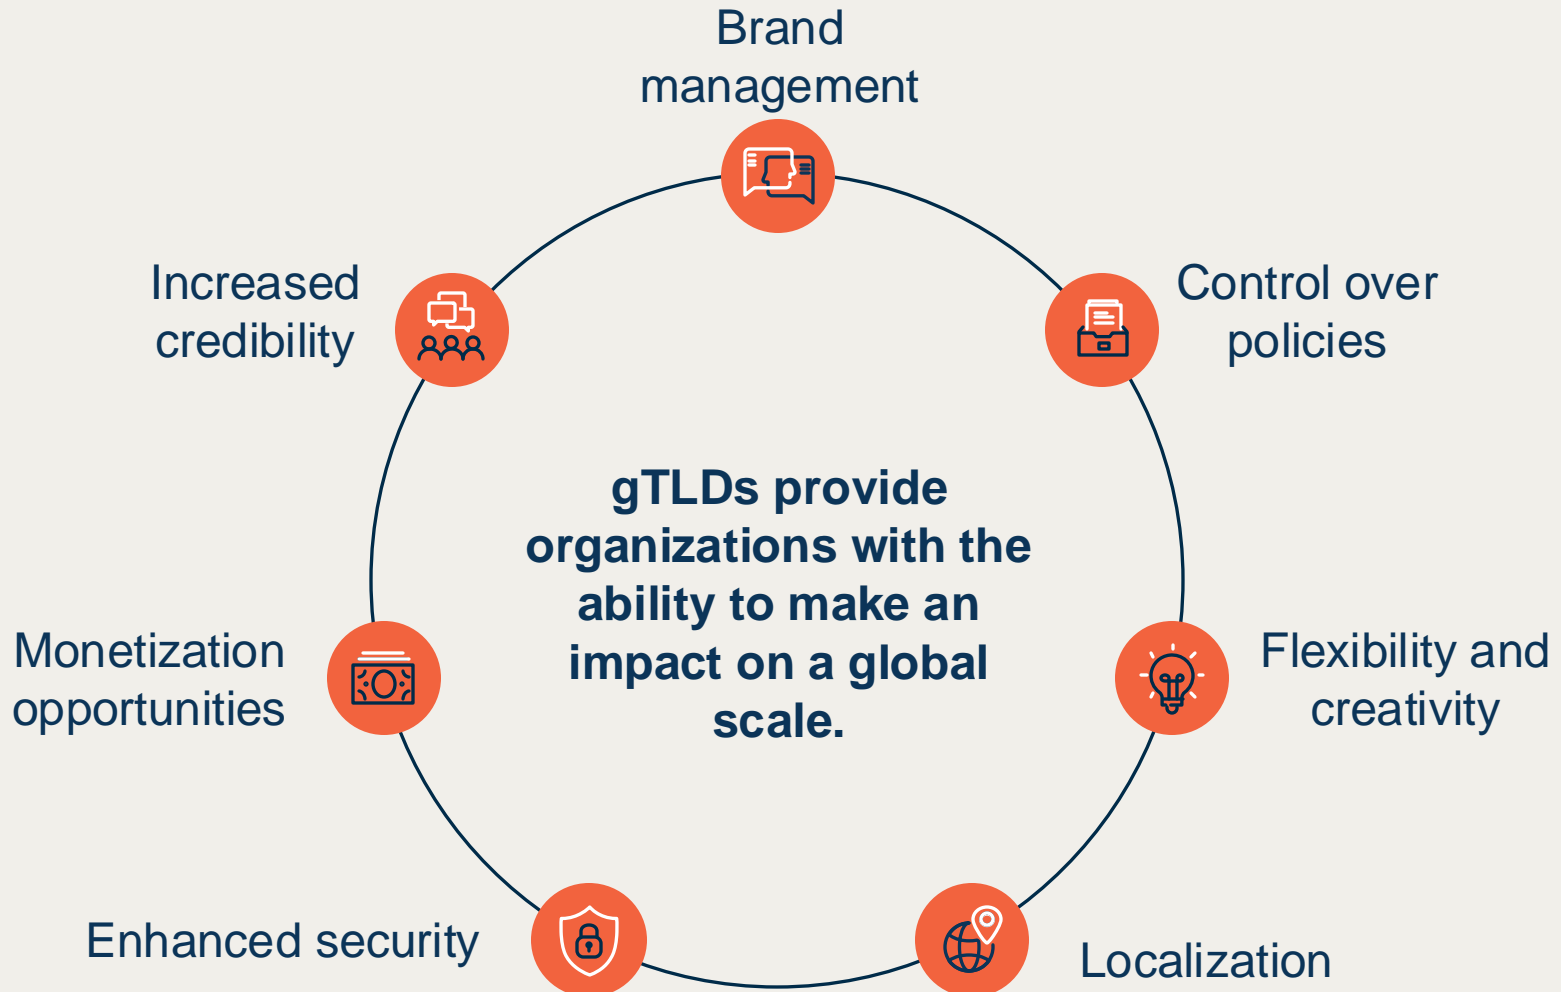 Brand
management
Increased
credibility
Control over
policies
gTLDs provide
organizations with the
ability to make an
impact on a global
scale.
Monetization
opportunities
Flexibility and
creativity
Enhanced security
Localization